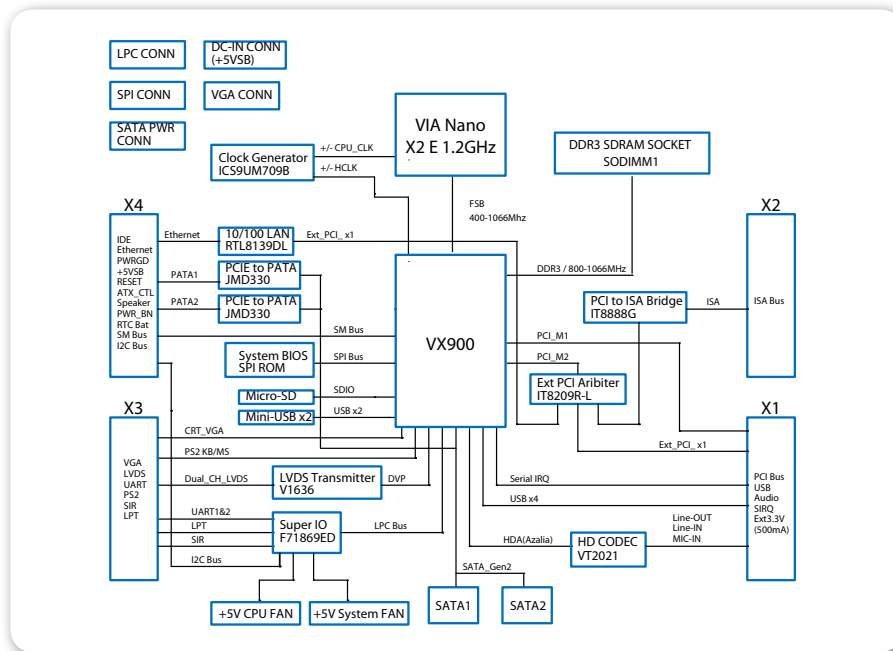 LPC CONN
DC-IN CONN
(+5VSB)
SPI CONN
VGA CONN
SATA PWR
CONN
Clock Generator
ICS9UM709B
+/- CPU_CLK
+/- HCLK
VIA Nano
X2 E 1.2GHz
DDR3 SDRAM SOCKET
SODIMM1
FSB
400-1066Mhz
X4
IDE
Ethernet
PWRGD
+5VSB
RESET
ATX_CTL
Speaker
PWR_BN
RTC Bat
SM Bus
I2C Bus
Ethernet
10/100 LAN
RTL8139DL
Ext_PCI_ x1
PATA1
PCIE to PATA
JMD330
PATA2
PCIE to PATA
JMD330
SM Bus
System BIOS
SPI ROM
SPI Bus
Micro-SD
SDIO
Mini-USB x2
USB x2
VX900
DDR3 / 800-1066MHz
PCI_M1
PCI_M2
PCI to ISA Bridge
IT8888G
ISA
X2
ISA Bus
Ext PCI Aribiter
IT8209R-L
Ext_PCI_ x1
X3
VGA
LVDS
UART
PS2
SIR
LPT
CRT_VGA
PS2 KB/MS
Dual_CH_LVDS
LVDS Transmitter
V1636
DVP
UART1&2
LPT
SIR
I2C Bus
Super IO
F71869ED
LPC Bus
+5V CPU FAN
+5V System FAN
Serial IRQ
USB x4
HDA(Azalia)
HD CODEC
VT2021
Line-OUT
Line-IN
MIC-IN
SATA_Gen2
SATA1
SATA2
X1
PCI Bus
USB
Audio
SIRQ
Ext3.3V
(500mA)